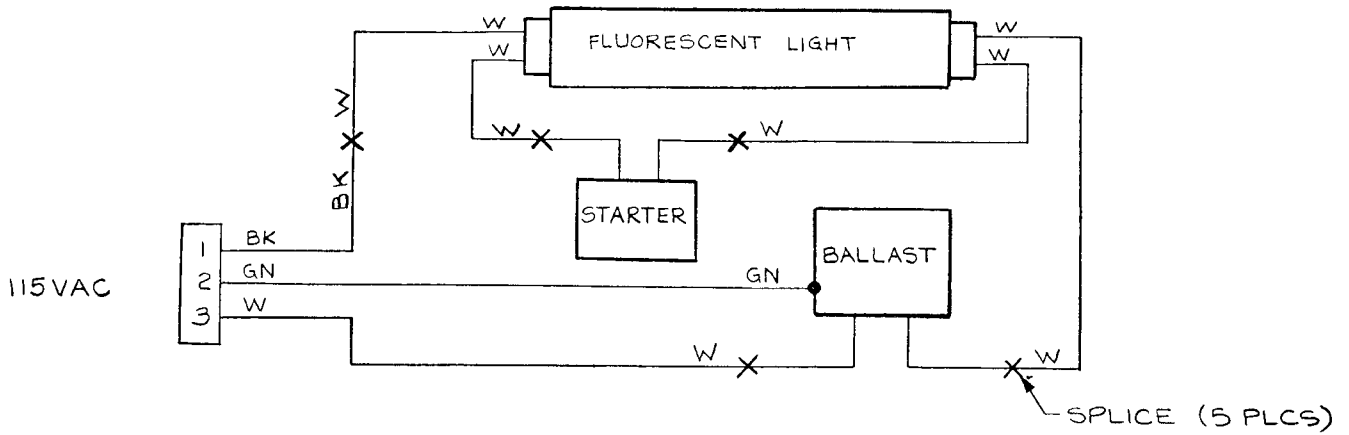 W
W
FLUORESCENT LIGHT
W
W
W
W
W
BK
STARTER
115VAC
1
BK
2
GN
3
W
GN
BALLAST
W
W
SPLICE (5 PLCS)